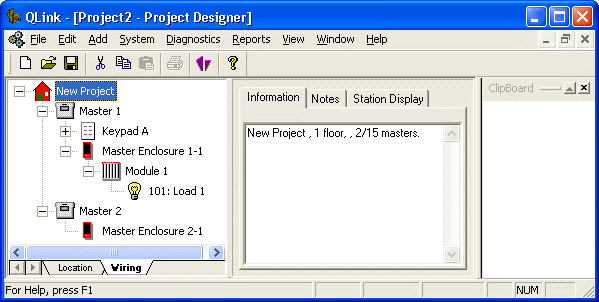 QLink - [Project2 - Project Designer]
File Edit System Diagnostics Reports View Window Help
New Project
Master 1
Keypad A
Master Enclosure 1-1
Module 1
101: Load 1
Master 2
Master Enclosure 2-1
Location Wiring
Information Notes Station Display
New Project , 1 floor, , 2/15 masters.
ClipBoard
For Help, press F1
NUM